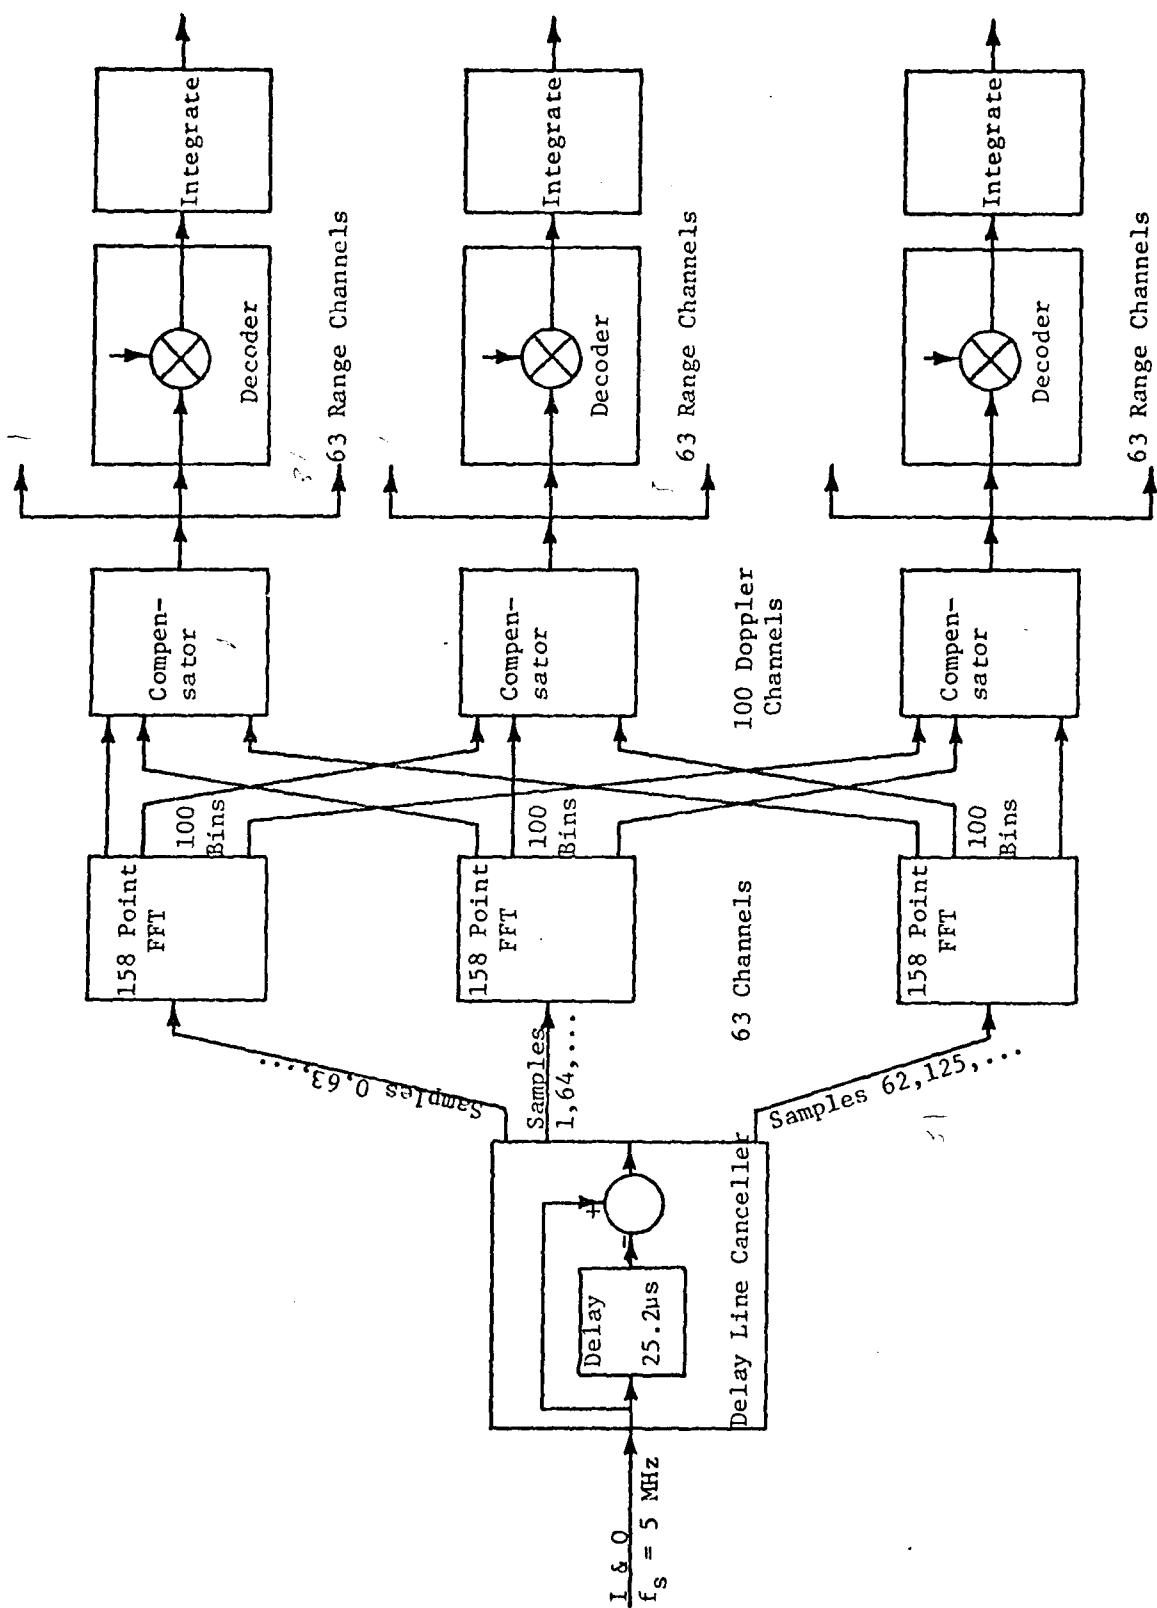 I & Q
fs = 5 MHz
Delay
25.2μs
+
-
Delay Line Canceller
Samples 0,63,...
Samples
1,64,...
Samples 62,125,...
158 Point
FFT
100
Bins
158 Point
FFT
100
Bins
63 Channels
158 Point
FFT
100
Bins
Compen-
sator
Compen-
sator
100 Doppler
Channels
Compen-
sator
Decoder
63 Range Channels
Decoder
63 Range Channels
Decoder
63 Range Channels
Integrate
Integrate
Integrate